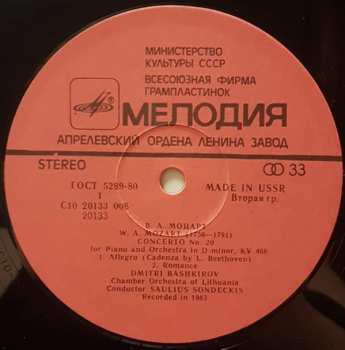 МИНИСТЕРСТВО
КУЛЬТУРЫ СССР
ВСЕСОЮЗНАЯ ФИРМА
ГРАМПЛАСТИНОК
МЕЛОДИЯ
АПРЕЛЕВСКИЙ ОРДЕНА ЛЕНИНА ЗАВОД
STEREO
33
ГОСТ 5289-80
MADE IN USSR
1
Вторая гр.
С10 20133 006
20133
В. А. МОЦАРТ
W. A. MOZART (1756—1791)
CONCERTO No. 20
for Piano and Orchestra in D minor, KV 466
1. Allegro (Cadenza by L. Beethoven)
2. Romance
DMITRI BASHKIROV
Chamber Orchestra of Lithuania
Conductor SAULIUS SONDECKIS
Recorded in 1983